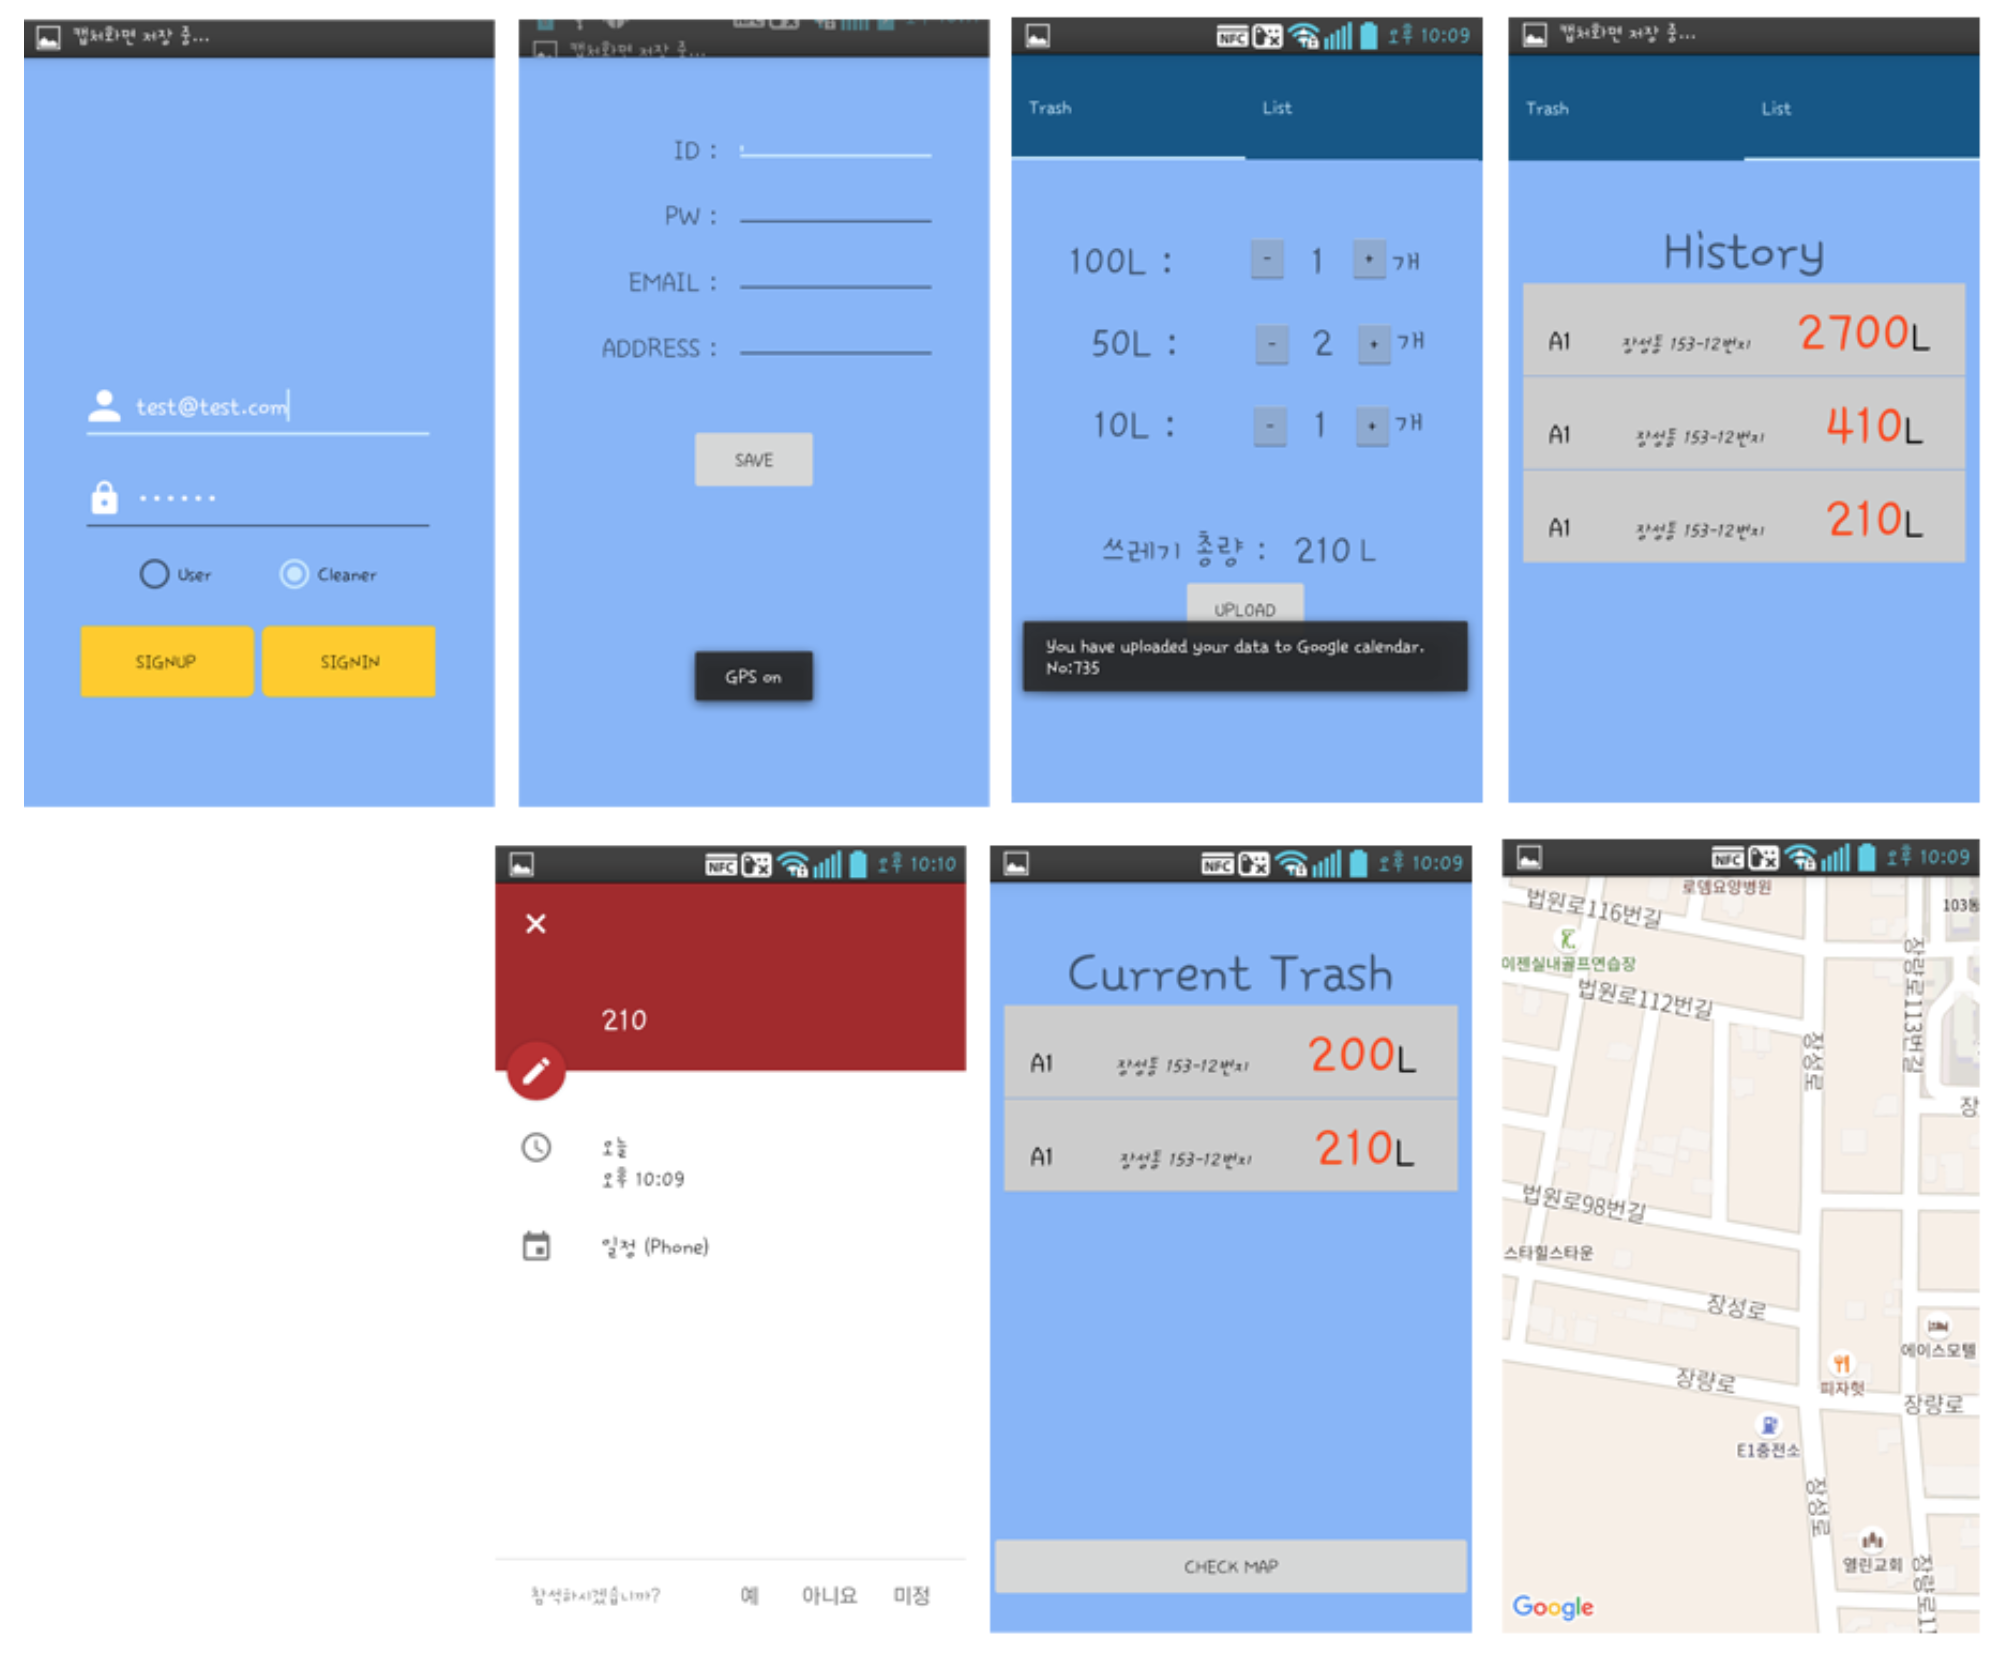 캡처화면 저장 중...
test@test.com
User
Cleaner
SIGNUP
SIGNIN
캡처화면 저장 중...
ID :
PW :
EMAIL :
ADDRESS :
SAVE
GPS on
NFC 오후 10:09
Trash List
100L : - 1 + 개
50L : - 2 + 개
10L : - 1 + 개
쓰레기 총량 : 210 L
UPLOAD
You have uploaded your data to Google calendar.
No:735
캡처화면 저장 중...
Trash List
History
A1 장성동 153-12번지 2700L
A1 장성동 153-12번지 410L
A1 장성동 153-12번지 210L
NFC 오후 10:10
210
오늘
오후 10:09
일정 (Phone)
참석하시겠습니까? 예 아니요 미정
NFC 오후 10:09
Current Trash
A1 장성동 153-12번지 200L
A1 장성동 153-12번지 210L
CHECK MAP
NFC 오후 10:09
로뎀요양병원
법원로116번길
103동
이젠실내골프연습장
법원로112번길
장량로113번길
장성로
장
법원로98번길
스타힐스타운
장성로
에이스모텔
장량로
피자헛
장량로
E1충전소
장성로
열린교회
장량로11
Google